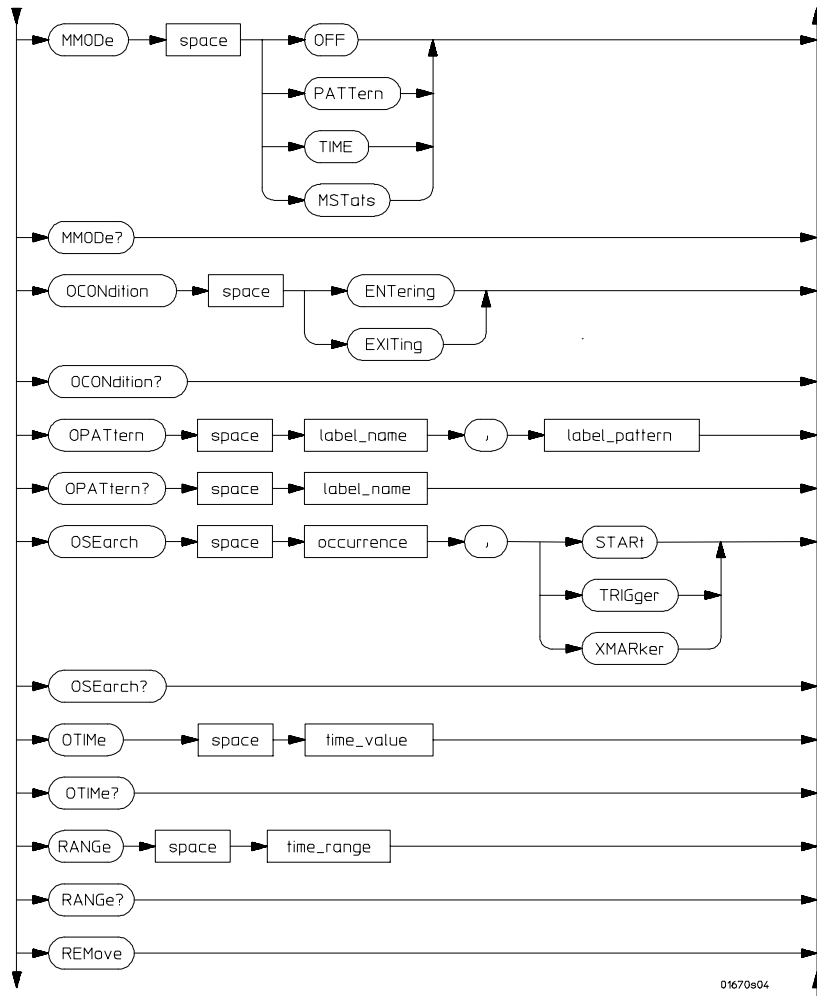 MMODe space OFF
PATTern
TIME
MSTats
MMODe?
OCONdition space ENTering
EXITing
OCONdition?
OPATtern space label_name , label_pattern
OPATtern? space label_name
OSEarch space occurrence , STARt
TRIGger
XMARker
OSEarch?
OTIMe space time_value
OTIMe?
RANGe space time_range
RANGe?
REMove
01670s04